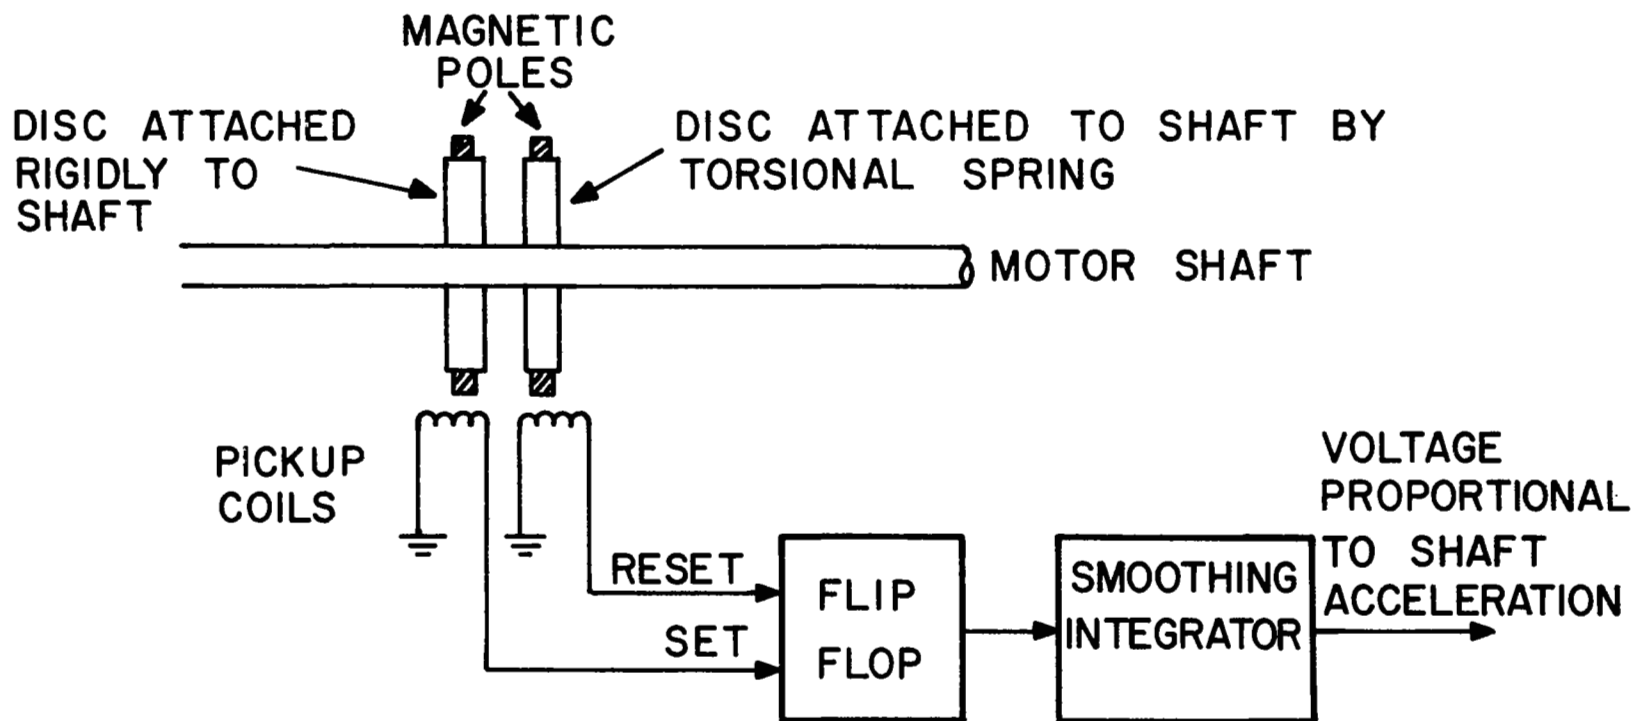 MAGNETIC
POLES
DISC ATTACHED
RIGIDLY TO
SHAFT
DISC ATTACHED TO SHAFT BY
TORSIONAL SPRING
MOTOR SHAFT
PICKUP
COILS
RESET
SET
FLIP
FLOP
SMOOTHING
INTEGRATOR
VOLTAGE
PROPORTIONAL
TO SHAFT
ACCELERATION